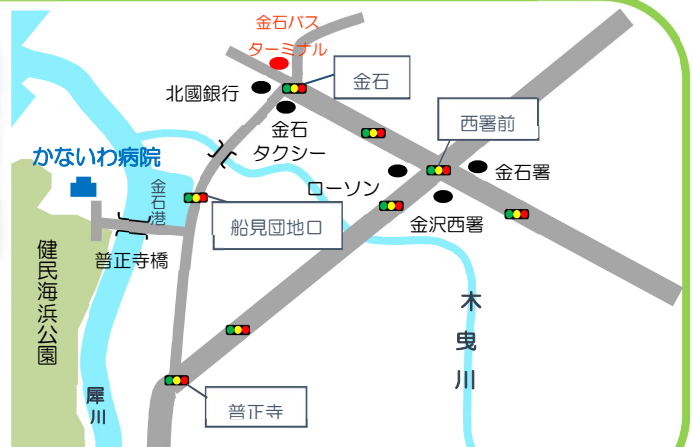 金石バス
ターミナル
金石
北國銀行
西署前
金石
タクシー
かないわ病院
金石港
ローソン
金石署
船見団地口
金沢西署
普正寺橋
健民海浜公園
木曳川
犀川
普正寺